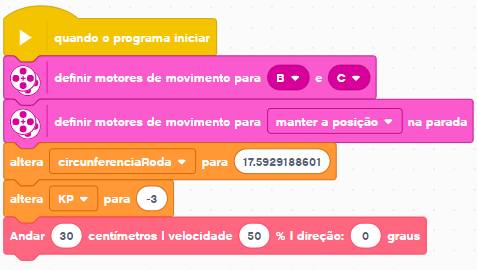 quando o programa iniciar
definir motores de movimento para B e C
definir motores de movimento para manter a posição na parada
altera circunferenciaRoda para 17.5929188601
altera KP para -3
Andar 30 centímetros | velocidade 50 % | direção: 0 graus